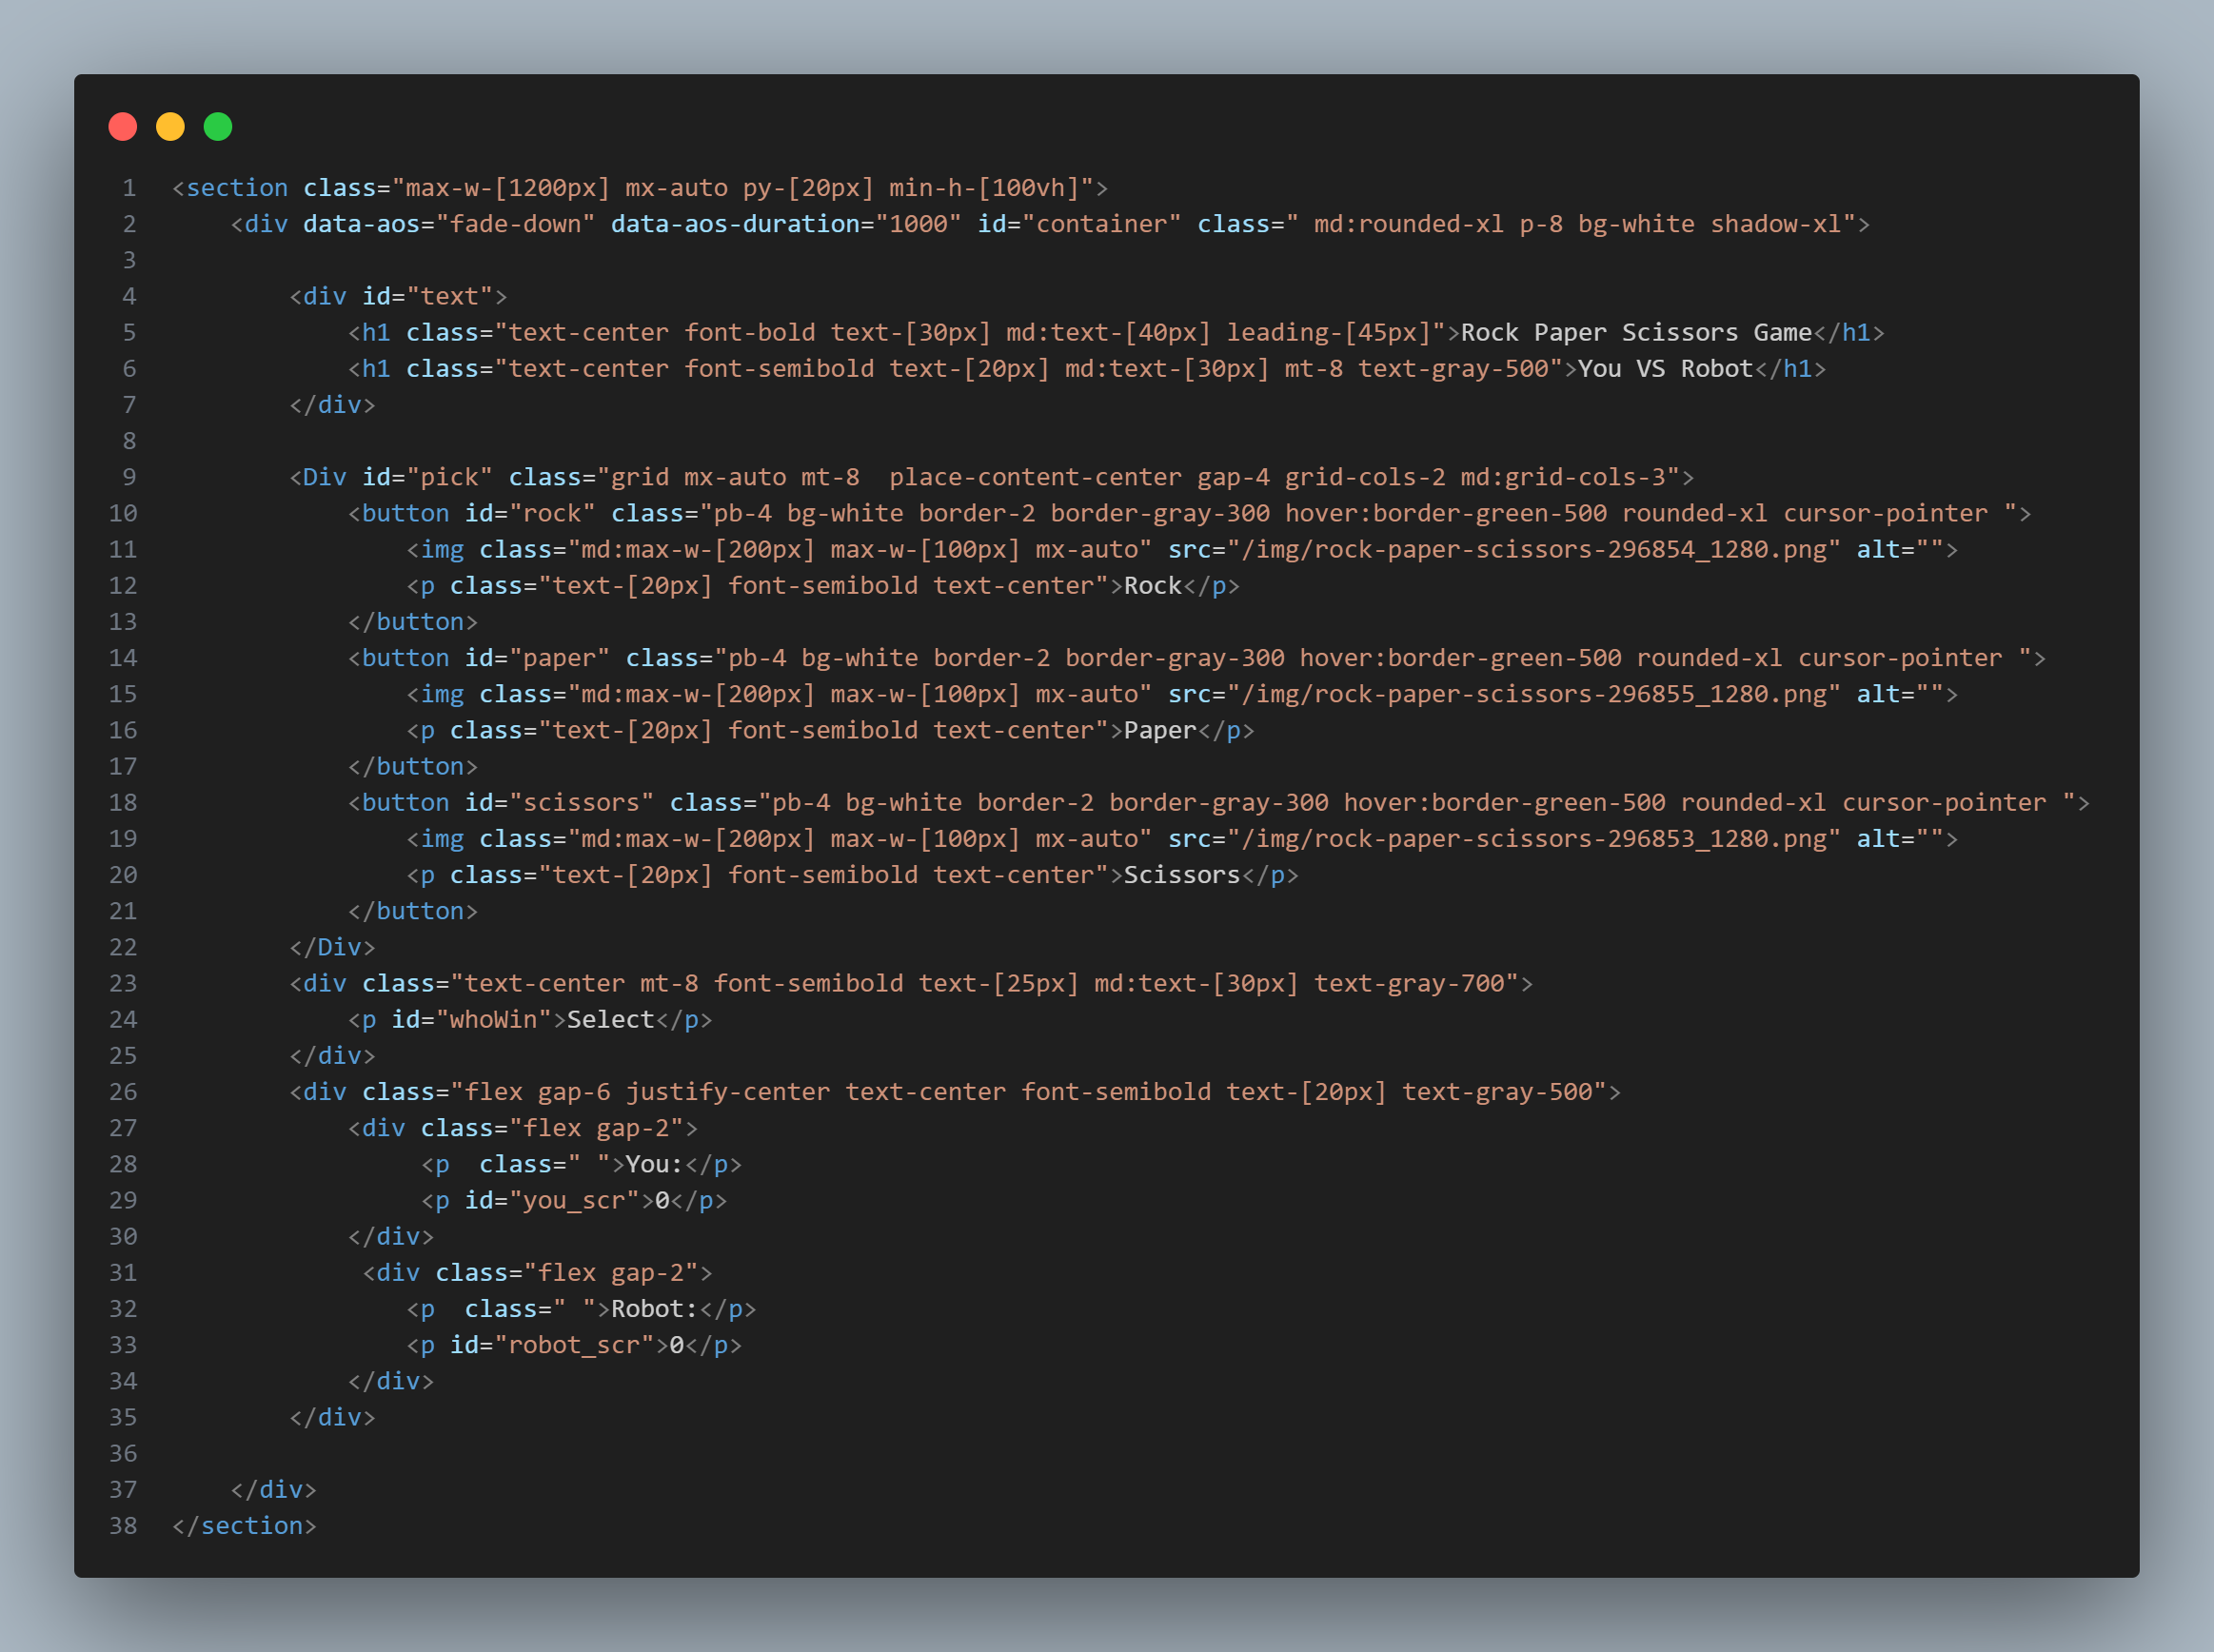 1 <section class="max-w-[1200px] mx-auto py-[20px] min-h-[100vh]">
2     <div data-aos="fade-down" data-aos-duration="1000" id="container" class=" md:rounded-xl p-8 bg-white shadow-xl">
3
4         <div id="text">
5             <h1 class="text-center font-bold text-[30px] md:text-[40px] leading-[45px]">Rock Paper Scissors Game</h1>
6             <h1 class="text-center font-semibold text-[20px] md:text-[30px] mt-8 text-gray-500">You VS Robot</h1>
7         </div>
8
9         <Div id="pick" class="grid mx-auto mt-8  place-content-center gap-4 grid-cols-2 md:grid-cols-3">
10             <button id="rock" class="pb-4 bg-white border-2 border-gray-300 hover:border-green-500 rounded-xl cursor-pointer ">
11                 <img class="md:max-w-[200px] max-w-[100px] mx-auto" src="/img/rock-paper-scissors-296854_1280.png" alt="">
12                 <p class="text-[20px] font-semibold text-center">Rock</p>
13             </button>
14             <button id="paper" class="pb-4 bg-white border-2 border-gray-300 hover:border-green-500 rounded-xl cursor-pointer ">
15                 <img class="md:max-w-[200px] max-w-[100px] mx-auto" src="/img/rock-paper-scissors-296855_1280.png" alt="">
16                 <p class="text-[20px] font-semibold text-center">Paper</p>
17             </button>
18             <button id="scissors" class="pb-4 bg-white border-2 border-gray-300 hover:border-green-500 rounded-xl cursor-pointer ">
19                 <img class="md:max-w-[200px] max-w-[100px] mx-auto" src="/img/rock-paper-scissors-296853_1280.png" alt="">
20                 <p class="text-[20px] font-semibold text-center">Scissors</p>
21             </button>
22         </Div>
23         <div class="text-center mt-8 font-semibold text-[25px] md:text-[30px] text-gray-700">
24             <p id="whoWin">Select</p>
25         </div>
26         <div class="flex gap-6 justify-center text-center font-semibold text-[20px] text-gray-500">
27             <div class="flex gap-2">
28                  <p  class=" ">You:</p>
29                  <p id="you_scr">0</p>
30             </div>
31              <div class="flex gap-2">
32                 <p  class=" ">Robot:</p>
33                 <p id="robot_scr">0</p>
34             </div>
35         </div>
36
37     </div>
38 </section>